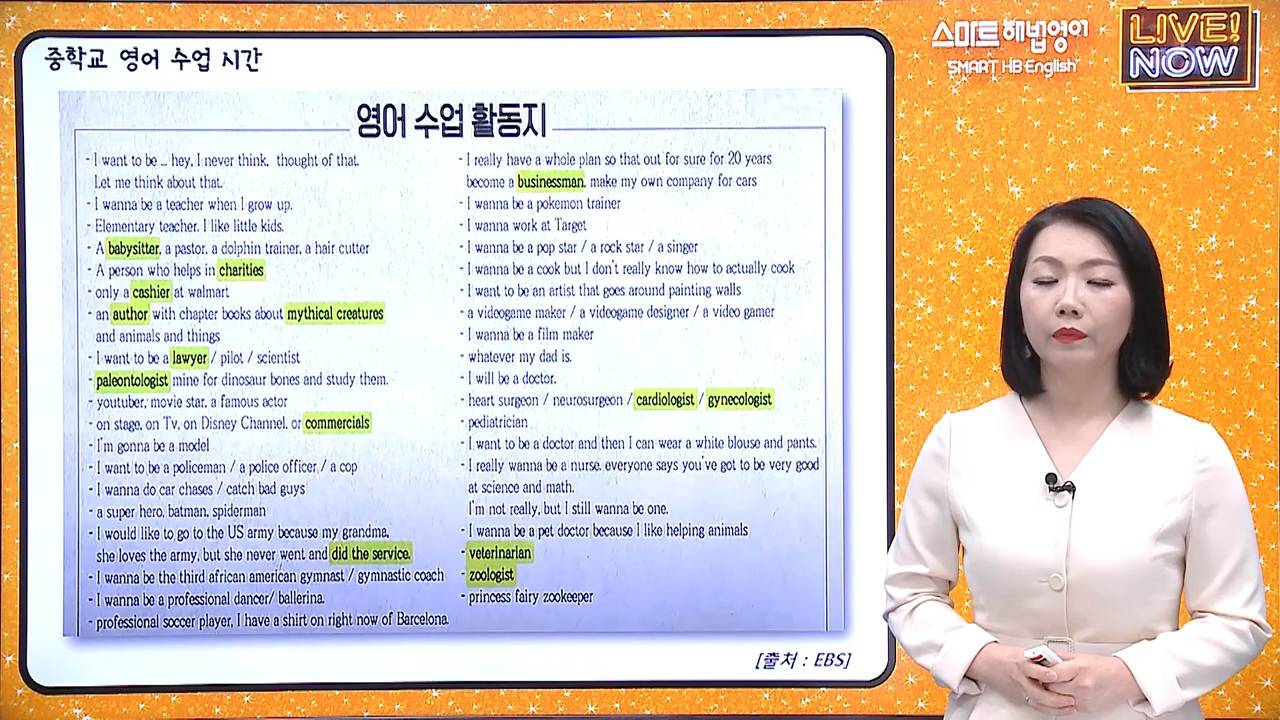 중학교 영어 수업 시간
스마트해법영어
SMART HB English
LIVE!
NOW
영어 수업 활동지
- I want to be ... hey, I never think, thought of that.
Let me think about that.
- I wanna be a teacher when I grow up.
- Elementary teacher. I like little kids.
- A babysitter, a pastor, a dolphin trainer, a hair cutter
- A person who helps in charities
- only a cashier at walmart
- an author with chapter books about mythical creatures
and animals and things
- I want to be a lawyer / pilot / scientist
- paleontologist mine for dinosaur bones and study them.
- youtuber, movie star, a famous actor
- on stage, on Tv, on Disney Channel, or commercials
- I'm gonna be a model
- I want to be a policeman / a police officer / a cop
- I wanna do car chases / catch bad guys
- a super hero, batman, spiderman
- I would like to go to the US army because my grandma,
she loves the army, but she never went and did the service.
- I wanna be the third african american gymnast / gymnastic coach
- I wanna be a professional dancer/ ballerina.
- professional soccer player, I have a shirt on right now of Barcelona.
- I really have a whole plan so that out for sure for 20 years
become a businessman, make my own company for cars
- I wanna be a pokemon trainer
- I wanna work at Target
- I wanna be a pop star / a rock star / a singer
- I wanna be a cook but I don't really know how to actually cook
- I want to be an artist that goes around painting walls
- a videogame maker / a videogame designer / a video gamer
- I wanna be a film maker
- whatever my dad is.
- I will be a doctor.
- heart surgeon / neurosurgeon / cardiologist / gynecologist
- pediatrician
- I want to be a doctor and then I can wear a white blouse and pants.
- I really wanna be a nurse, everyone says you've got to be very good
at science and math.
I'm not really, but I still wanna be one.
- I wanna be a pet doctor because I like helping animals
- veterinarian
- zoologist
- princess fairy zookeeper
[출처 : EBS]